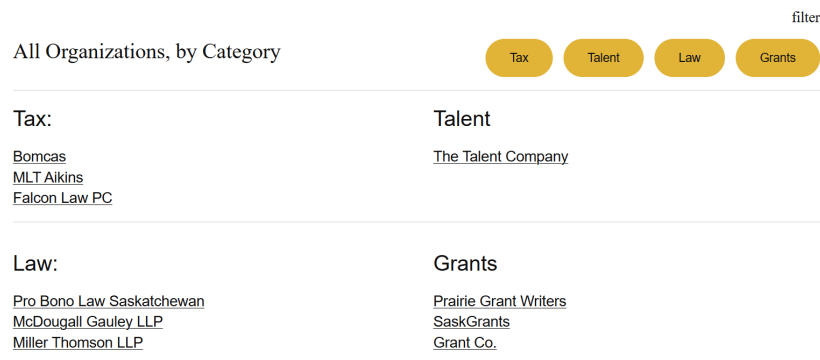 filter
All Organizations, by Category
Tax
Talent
Law
Grants
Tax:
Bomcas
MLT Aikins
Falcon Law PC
Talent
The Talent Company
Law:
Pro Bono Law Saskatchewan
McDougall Gauley LLP
Miller Thomson LLP
Grants
Prairie Grant Writers
SaskGrants
Grant Co.